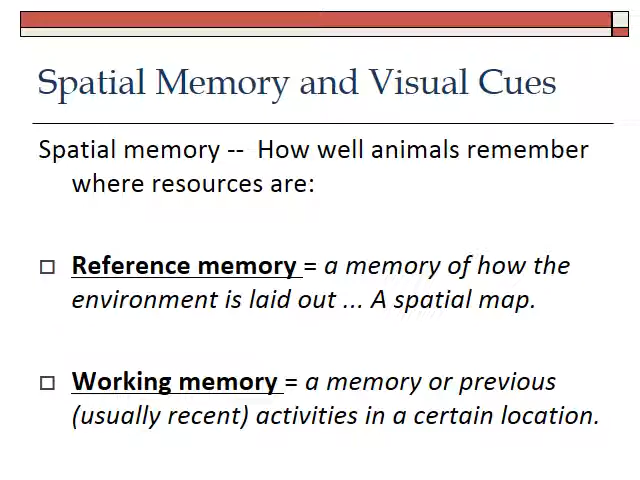 Spatial Memory and Visual Cues
Spatial memory -- How well animals remember
where resources are:
Reference memory = a memory of how the
environment is laid out ... A spatial map.
Working memory = a memory or previous
(usually recent) activities in a certain location.